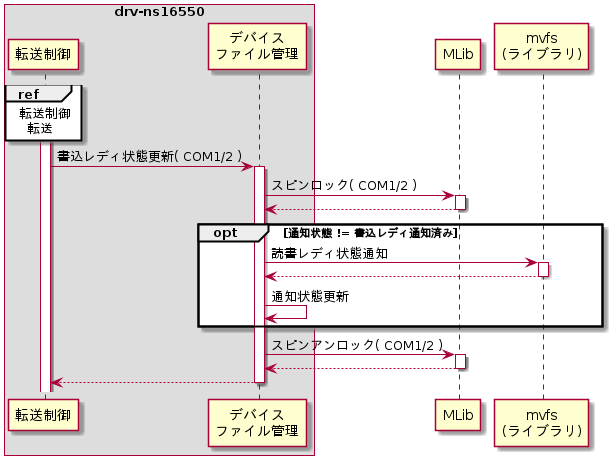 drv-ns16550
転送制御
デバイス
ファイル管理
MLib
mvfs
(ライブラリ)
ref
転送制御
転送
書込レディ状態更新( COM1/2 )
スピンロック( COM1/2 )
opt
[通知状態 != 書込レディ通知済み]
読書レディ状態通知
通知状態更新
スピンアンロック( COM1/2 )
転送制御
デバイス
ファイル管理
MLib
mvfs
(ライブラリ)